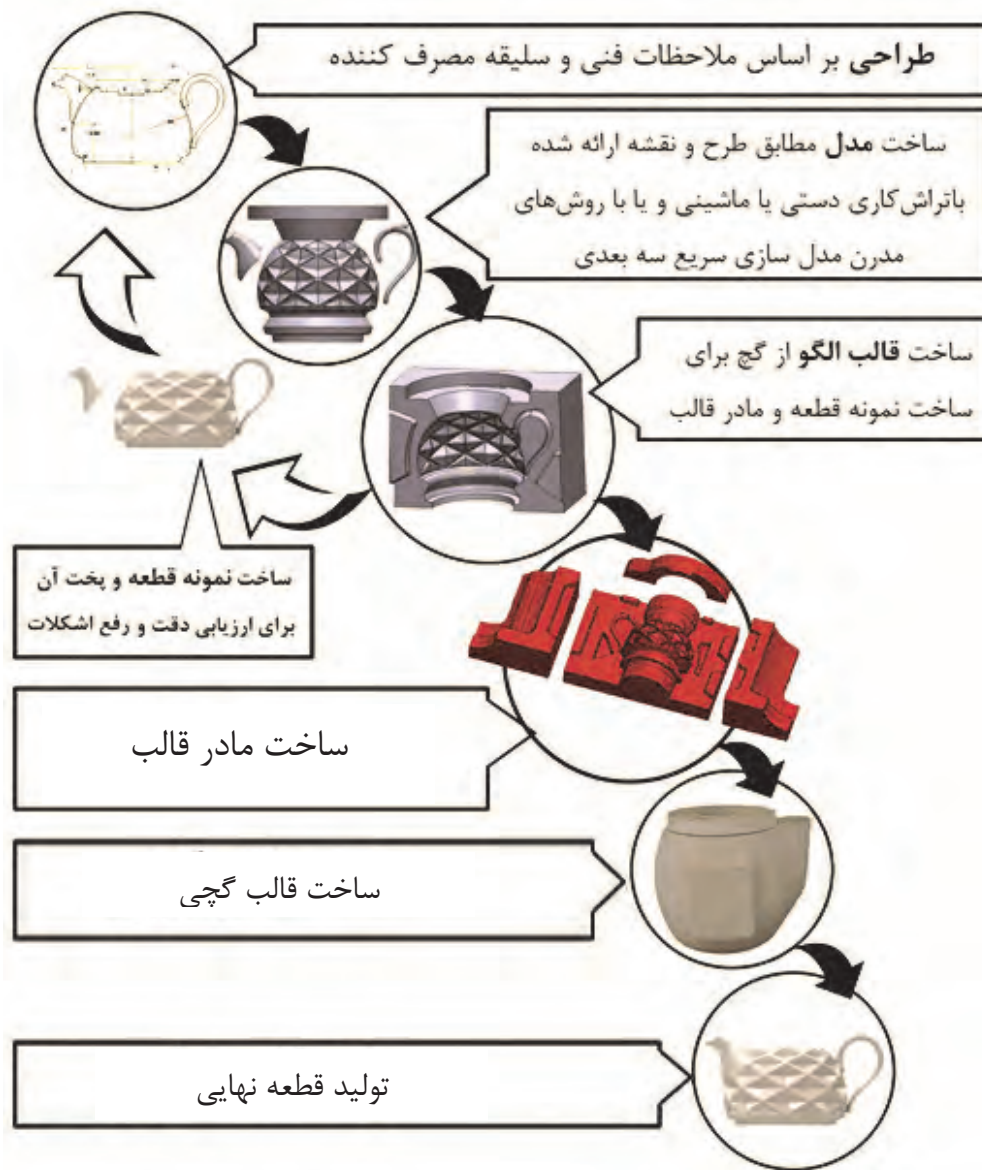 طراحی بر اساس ملاحظات فنی و سلیقه مصرف کننده
ساخت مدل مطابق طرح و نقشه ارائه شده
باتراش‌کاری دستی یا ماشینی و یا با روش‌های
مدرن مدل سازی سریع سه بعدی
ساخت قالب الگو از گچ برای
ساخت نمونه قطعه و مادر قالب
ساخت نمونه قطعه و پخت آن
برای ارزیابی دقت و رفع اشکلات
ساخت مادر قالب
ساخت قالب گچی
تولید قطعه نهایی